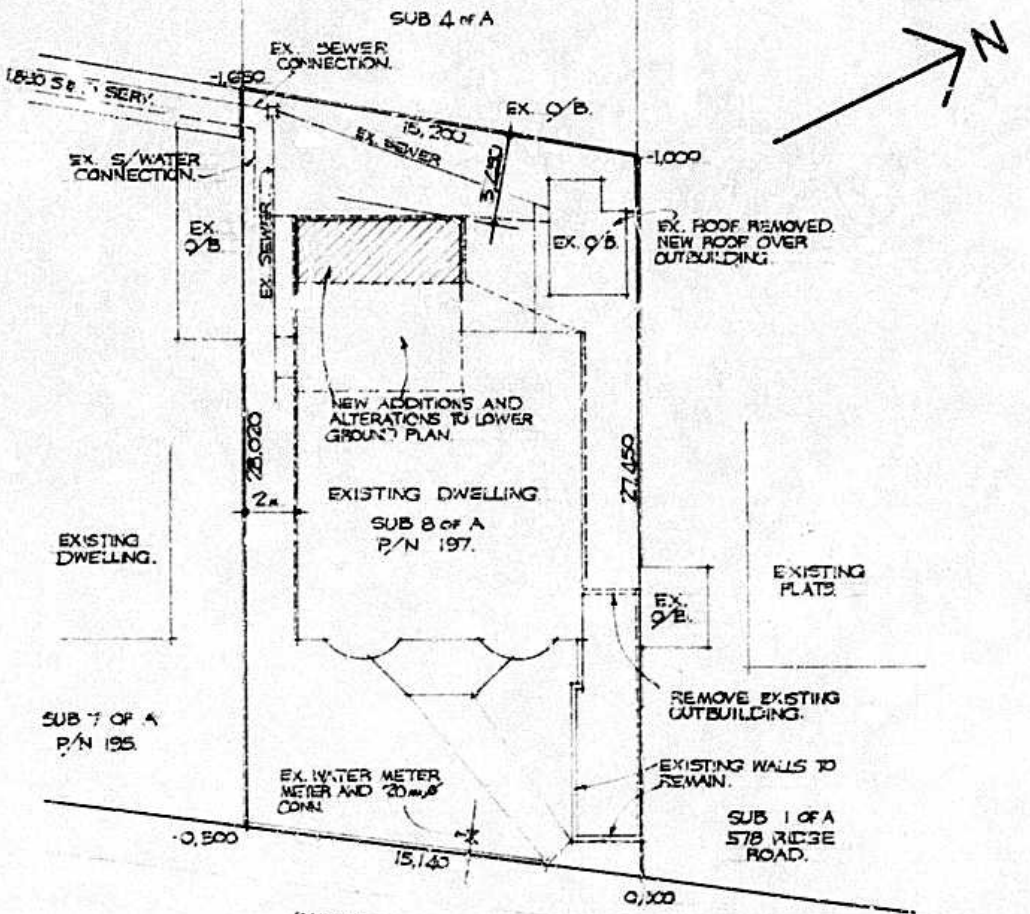 SUB 4 OF A
N
EX. SEWER
CONNECTION.
-1,650
EX. O/B.
15,200
EX. SEWER
-1,000
EX. S/WATER
CONNECTION.
EX.
O/B.
EX. SEWER
EX. O/B.
EX. ROOF REMOVED.
NEW ROOF OVER
OUTBUILDING.
NEW ADDITIONS AND
ALTERATIONS TO LOWER
GROUND PLAN.
28,020
27,450
2m
EXISTING DWELLING
SUB 8 OF A
P/N 197.
EXISTING
DWELLING.
EXISTING
FLATS.
EX.
O/B.
REMOVE EXISTING
OUTBUILDING.
SUB 7 OF A
P/N 195.
EX. WATER METER
METER AND 20mmØ
CONN.
EXISTING WALLS TO
REMAIN.
SUB 1 OF A
578 RIDGE
ROAD.
-0,500
15,140
0,000